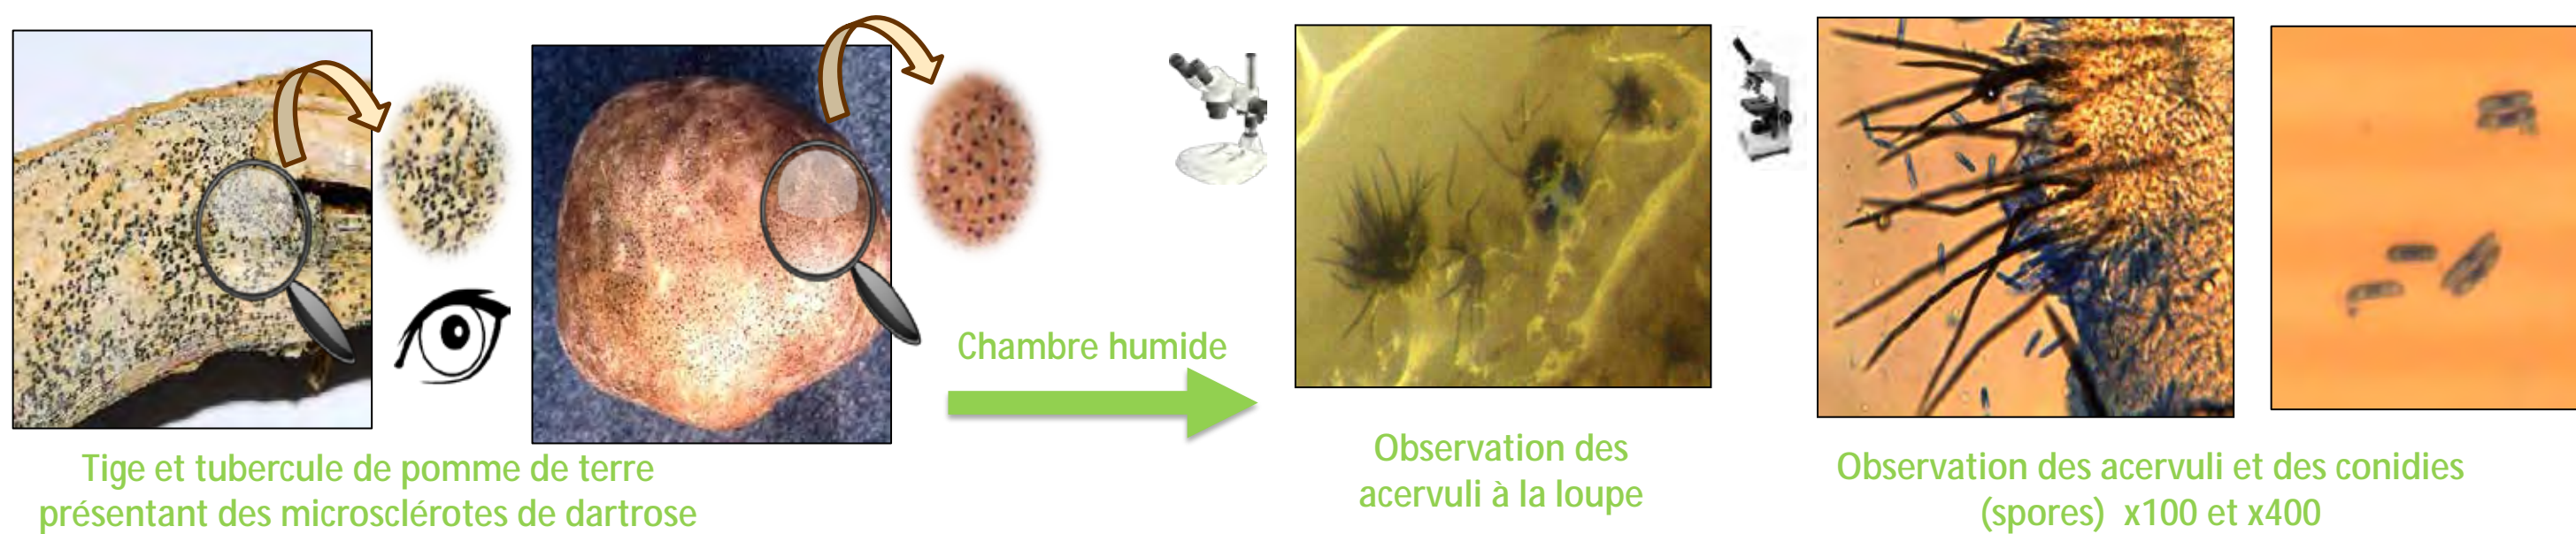 Tige et tubercule de pomme de terre
présentant des microsclérotes de dartrose
Chambre humide
Observation des
acervuli à la loupe
Observation des acervuli et des conidies
(spores) x100 et x400